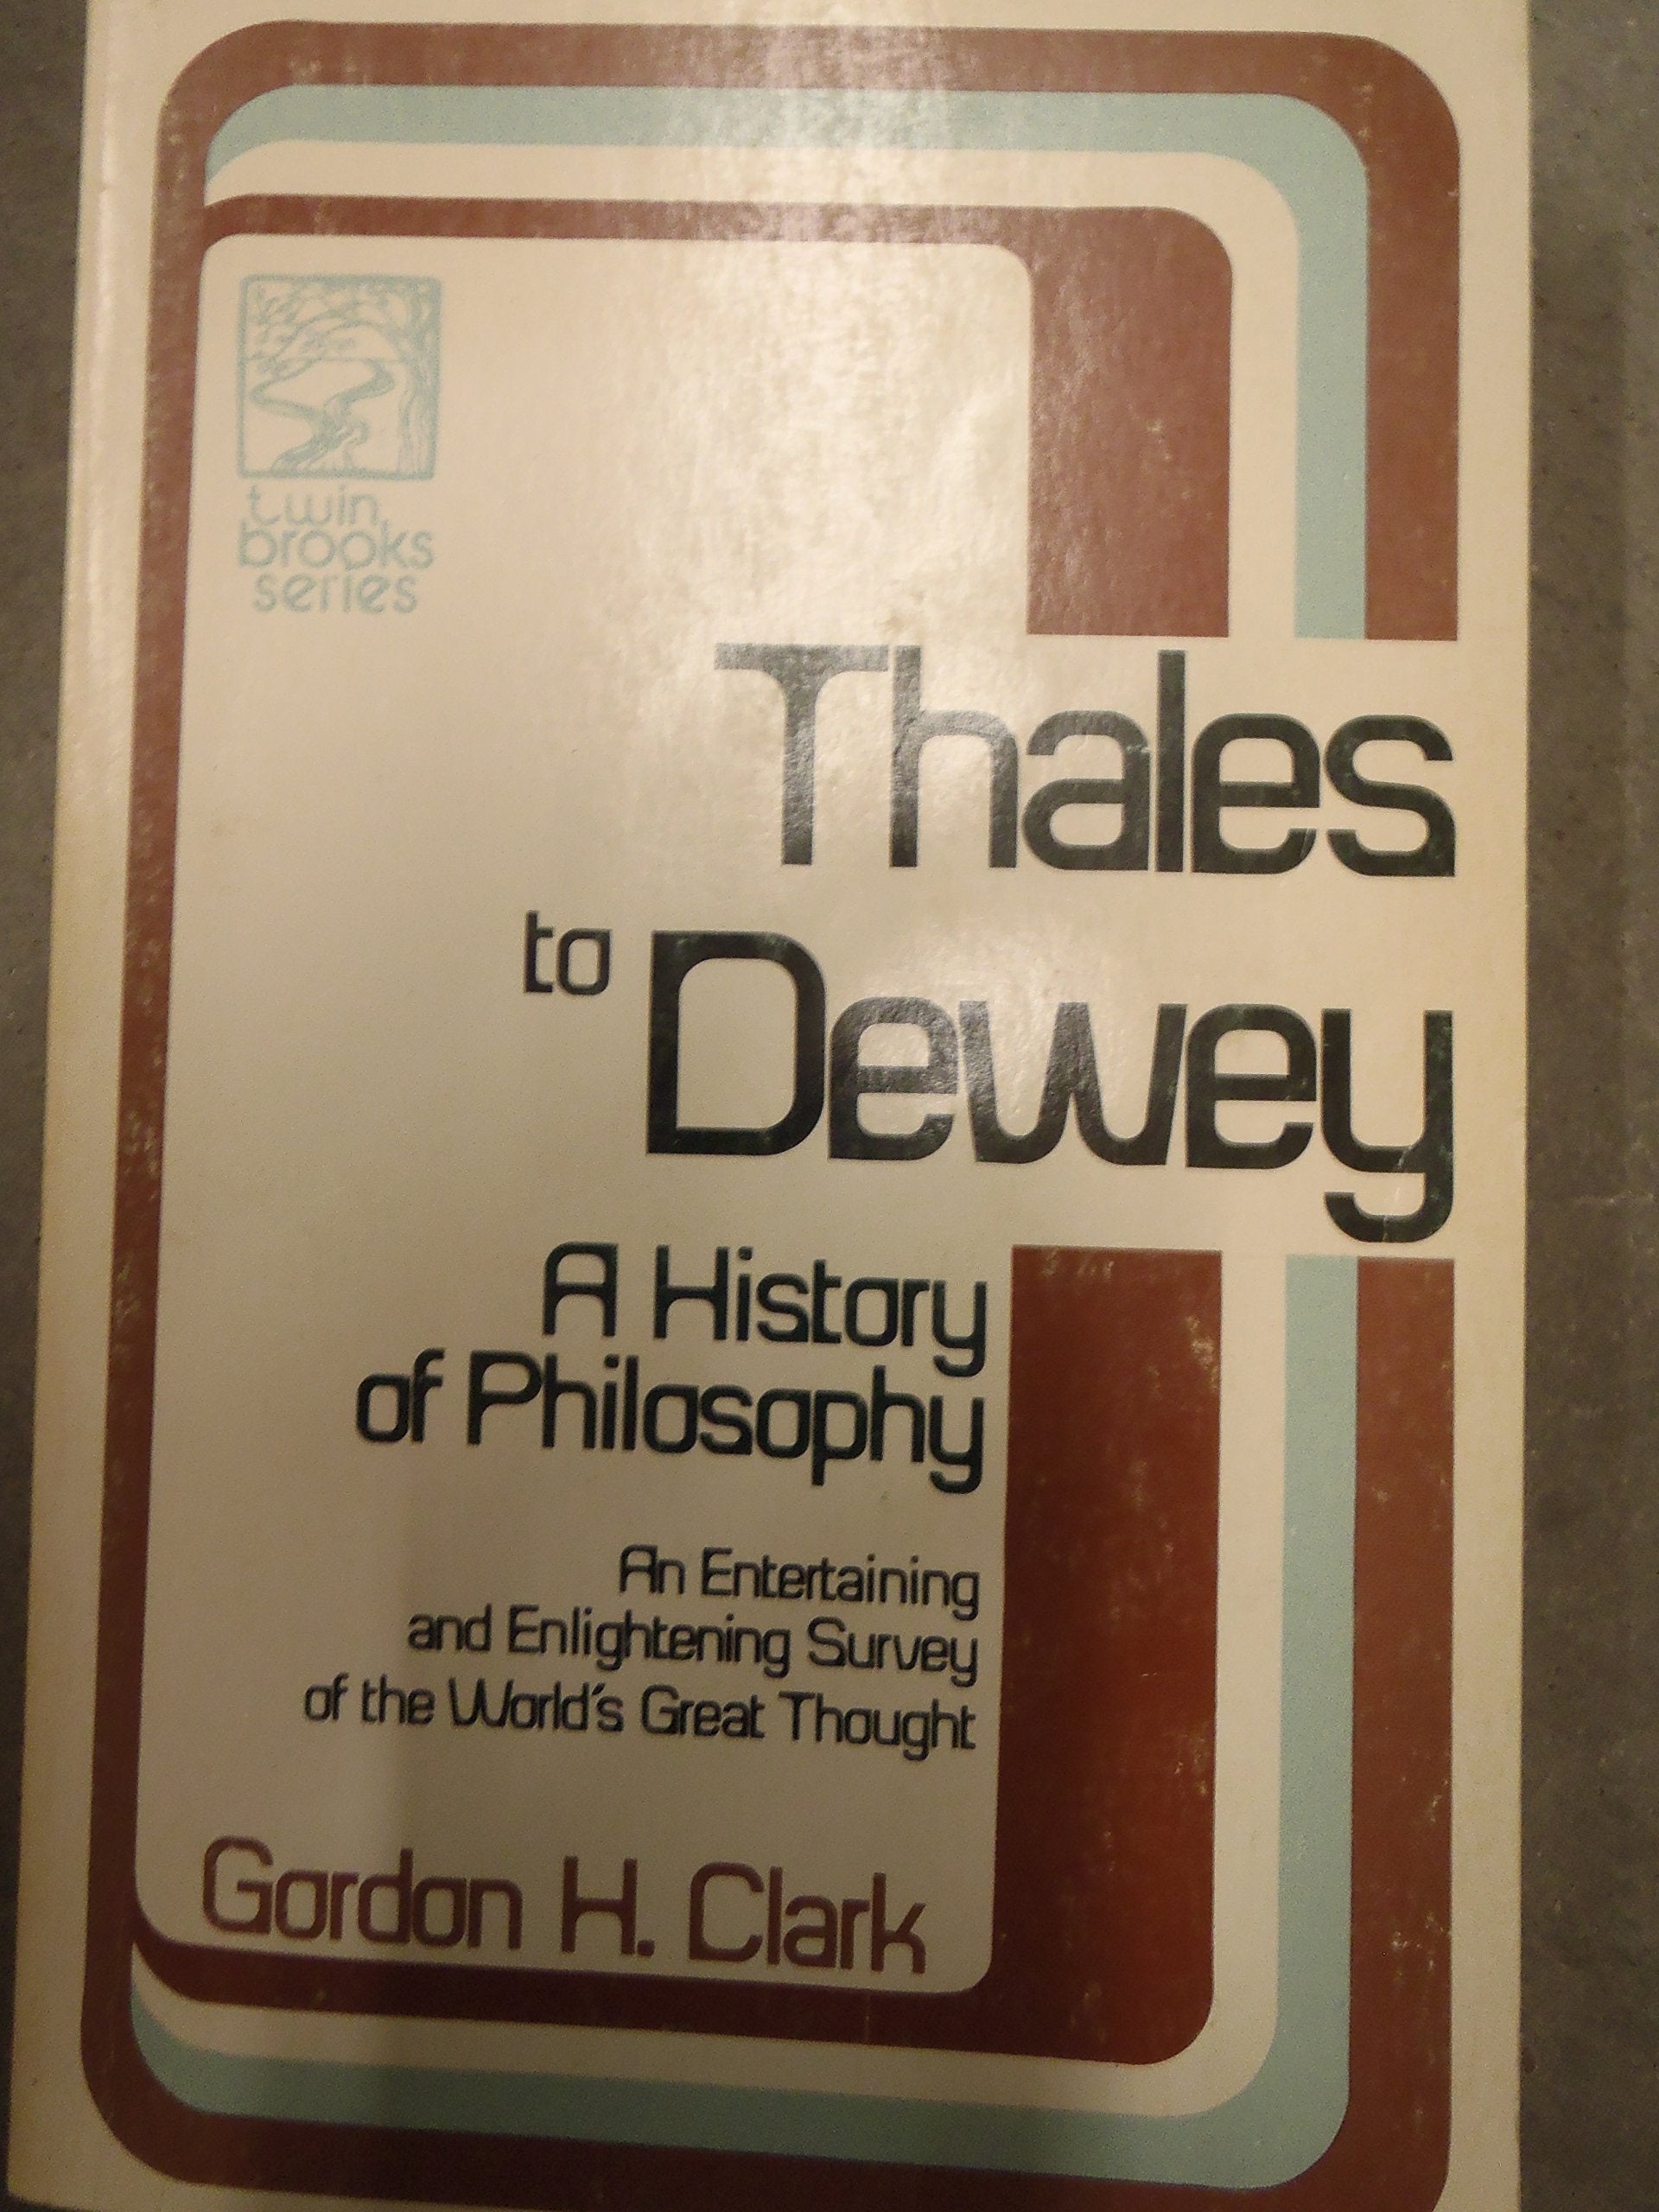 twin
brooks
series
Thales
to Dewey
A History
of Philosophy
An Entertaining
and Enlightening Survey
of the World's Great Thought
Gordon H. Clark